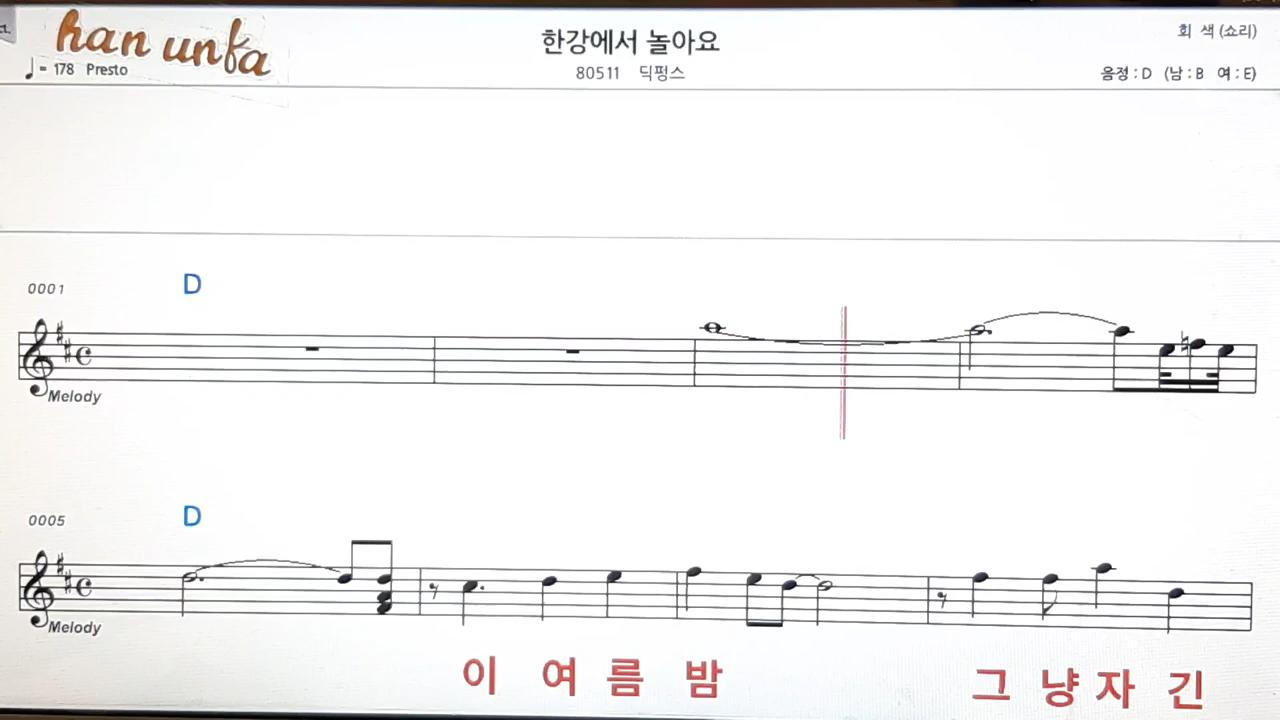 han unfa
♩= 178 Presto
한강에서 놀아요
80511 딕펑스
회 색 (쇼리)
음정 : D (남 : B 여 : E)
0001
D
Melody
0005
D
Melody
이 여 름 밤 그 냥 자 긴